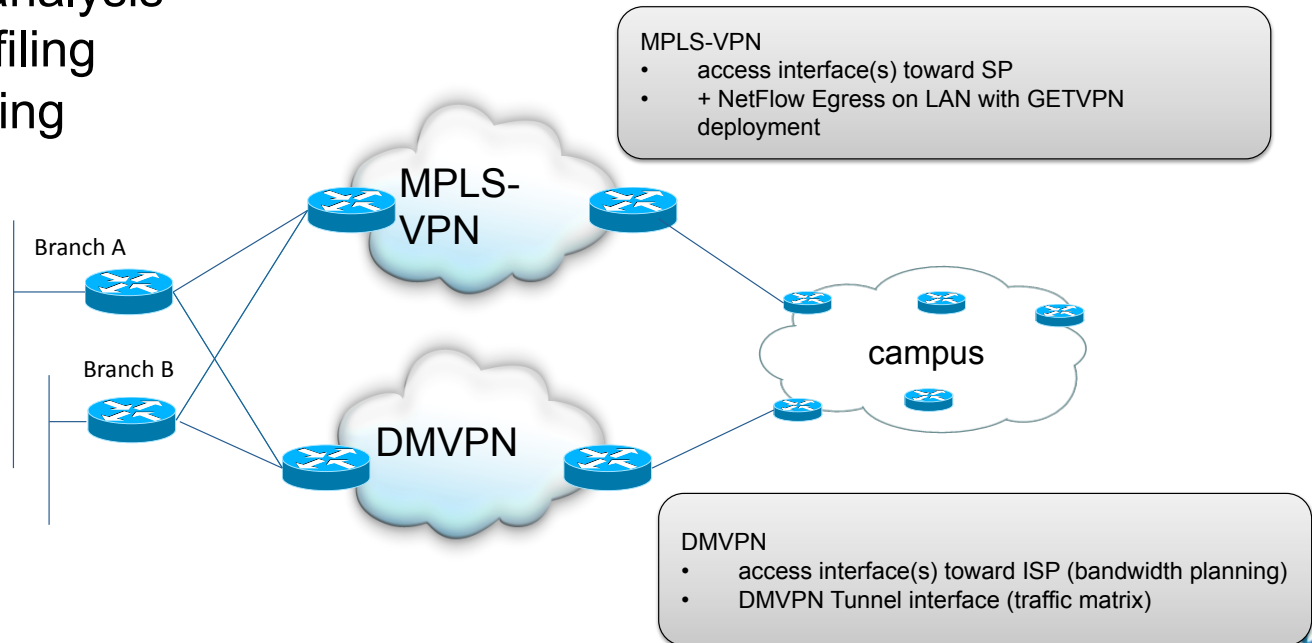 analysis
filing
ing
MPLS-VPN
• access interface(s) toward SP
• + NetFlow Egress on LAN with GETVPN
deployment
MPLS-
VPN
Branch A
Branch B
campus
DMVPN
DMVPN
• access interface(s) toward ISP (bandwidth planning)
• DMVPN Tunnel interface (traffic matrix)